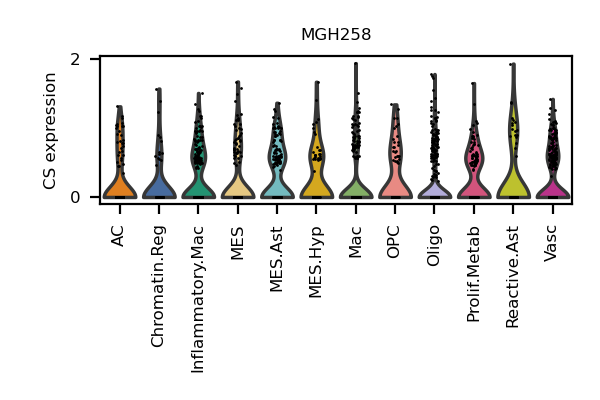 MGH258
CS expression
2
0
AC
Chromatin.Reg
Inflammatory.Mac
MES
MES.Ast
MES.Hyp
Mac
OPC
Oligo
Prolif.Metab
Reactive.Ast
Vasc